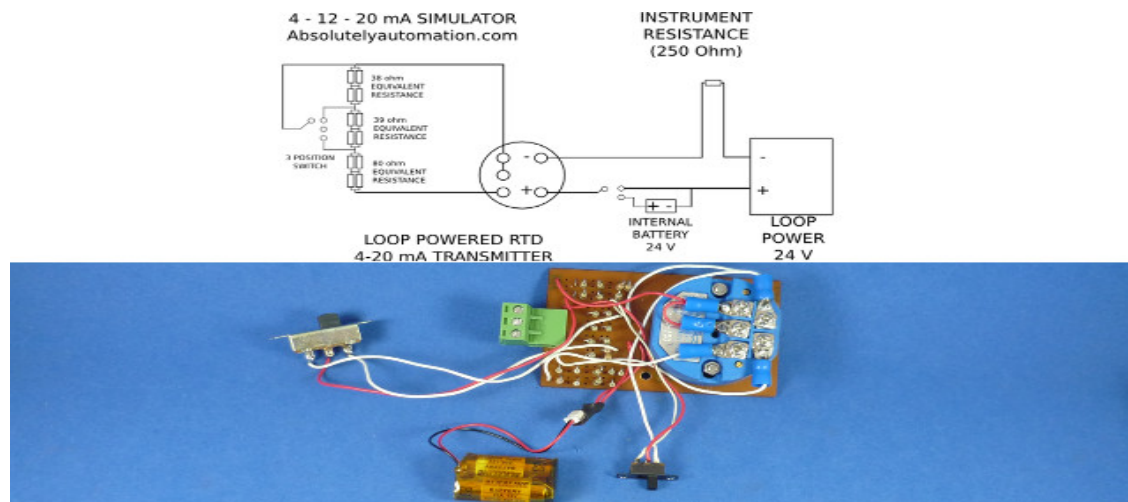 4 - 12 - 20 mA SIMULATOR
Absolutelyautomation.com
INSTRUMENT
RESISTANCE
(250 Ohm)
38 ohm
EQUIVALENT
RESISTANCE
39 ohm
EQUIVALENT
RESISTANCE
3 POSITION
SWITCH
80 ohm
EQUIVALENT
RESISTANCE
-
+
+ -
-
+
INTERNAL
BATTERY
24 V
LOOP
POWER
24 V
LOOP POWERED RTD
4-20 mA TRANSMITTER